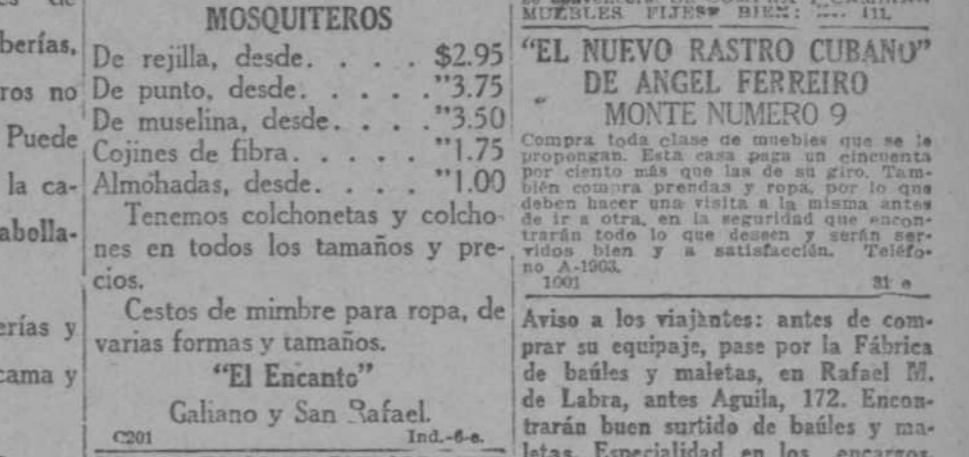 berías,
ros no
Puede
la ca-
abolla-
erías y
cama y
MOSQUITEROS
De rejilla, desde. . . . $2.95
De punto, desde. . . . . "3.75
De muselina, desde. . . . "3.50
Cojines de fibra. . . . . "1.75
Almohadas, desde. . . . "1.00
Tenemos colchonetas y colcho-
nes en todos los tamaños y pre-
cios.
Cestos de mimbre para ropa, de
varias formas y tamaños.
"El Encanto"
Galiano y San Rafael.
C201 Ind.-6-e.
MUEBLES FIJESE BIEN: 111.
"EL NUEVO RASTRO CUBANO"
DE ANGEL FERREIRO
MONTE NUMERO 9
Compra toda clase de muebles que se le
propongan. Esta casa paga un cincuenta
por ciento más que las de su giro. Tam-
bién compra prendas y ropa, por lo que
deben hacer una visita a la misma antes
de ir a otra, en la seguridad que encon-
trarán todo lo que deseen y serán ser-
vidos bien y a satisfacción. Teléfo-
no A-1903.
1001 31 e
Aviso a los viajantes: antes de com-
prar su equipaje, pase por la Fábrica
de baúles y maletas, en Rafael M.
de Labra, antes Aguila, 172. Encon-
trarán buen surtido de baúles y ma-
letas. Especialidad en los encargos.